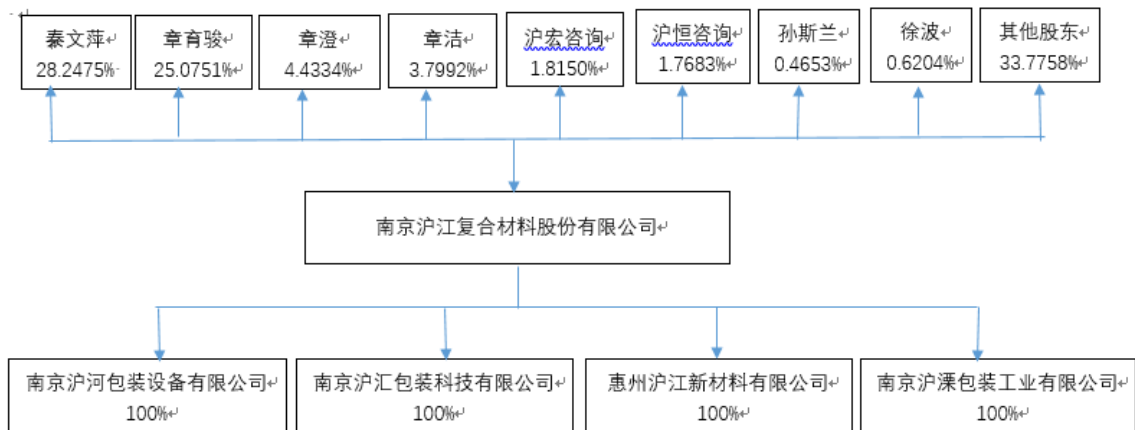 秦文萍
28.2475%
章育骏
25.0751%
章澄
4.4334%
章洁
3.7992%
沪宏咨询
1.8150%
沪恒咨询
1.7683%
孙斯兰
0.4653%
徐波
0.6204%
其他股东
33.7758%
南京沪江复合材料股份有限公司
南京沪河包装设备有限公司
100%
南京沪汇包装科技有限公司
100%
惠州沪江新材料有限公司
100%
南京沪溧包装工业有限公司
100%